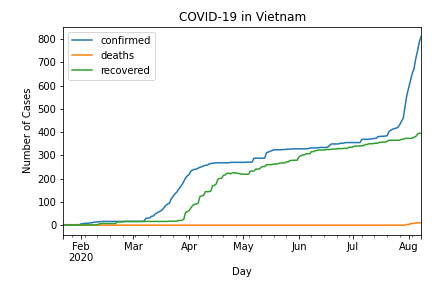 COVID-19 in Vietnam
confirmed
deaths
recovered
Number of Cases
800
700
600
500
400
300
200
100
0
Feb Mar Apr May Jun Jul Aug
2020
Day